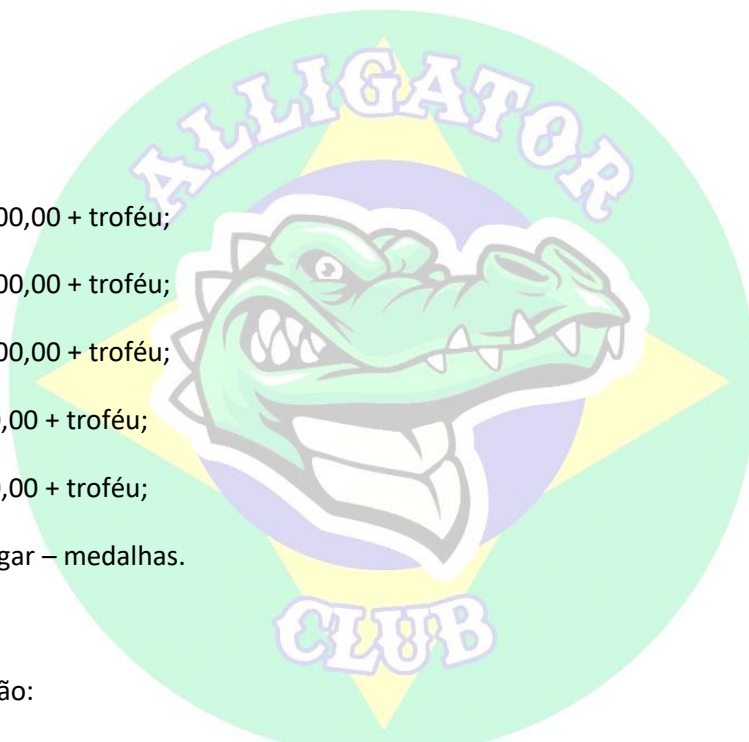 ALLIGATOR
00,00 + troféu;
00,00 + troféu;
00,00 + troféu;
,00 + troféu;
,00 + troféu;
gar – medalhas.
CLUB
ão: